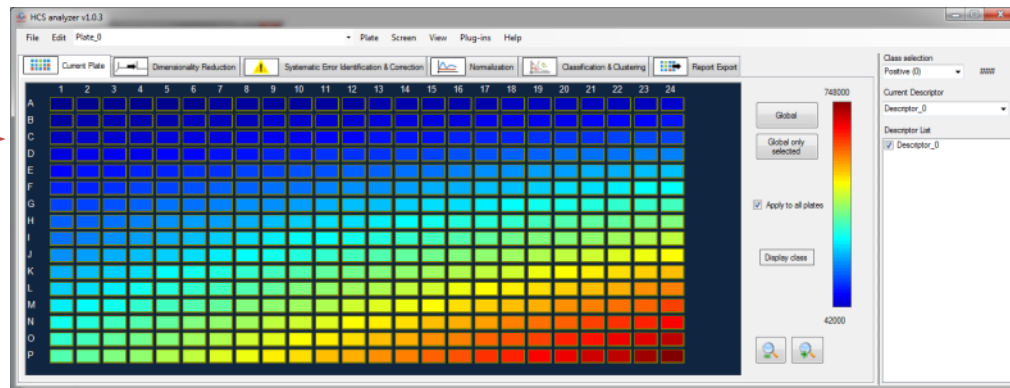 HCS analyzer v1.0.3
File Edit Plate_0 Plate Screen View Plug-ins Help
Current Plate Dimensionality Reduction Systematic Error Identification & Correction Normalization Classification & Clustering Report Export
Class selection
Positive (0) ####
Current Descriptor
Descriptor_0
Descriptor List
Descriptor_0
1 2 3 4 5 6 7 8 9 10 11 12 13 14 15 16 17 18 19 20 21 22 23 24
A
B
C
D
E
F
G
H
I
J
K
L
M
N
O
P
Global
Global only
selected
Apply to all plates
Display class
748000
42000